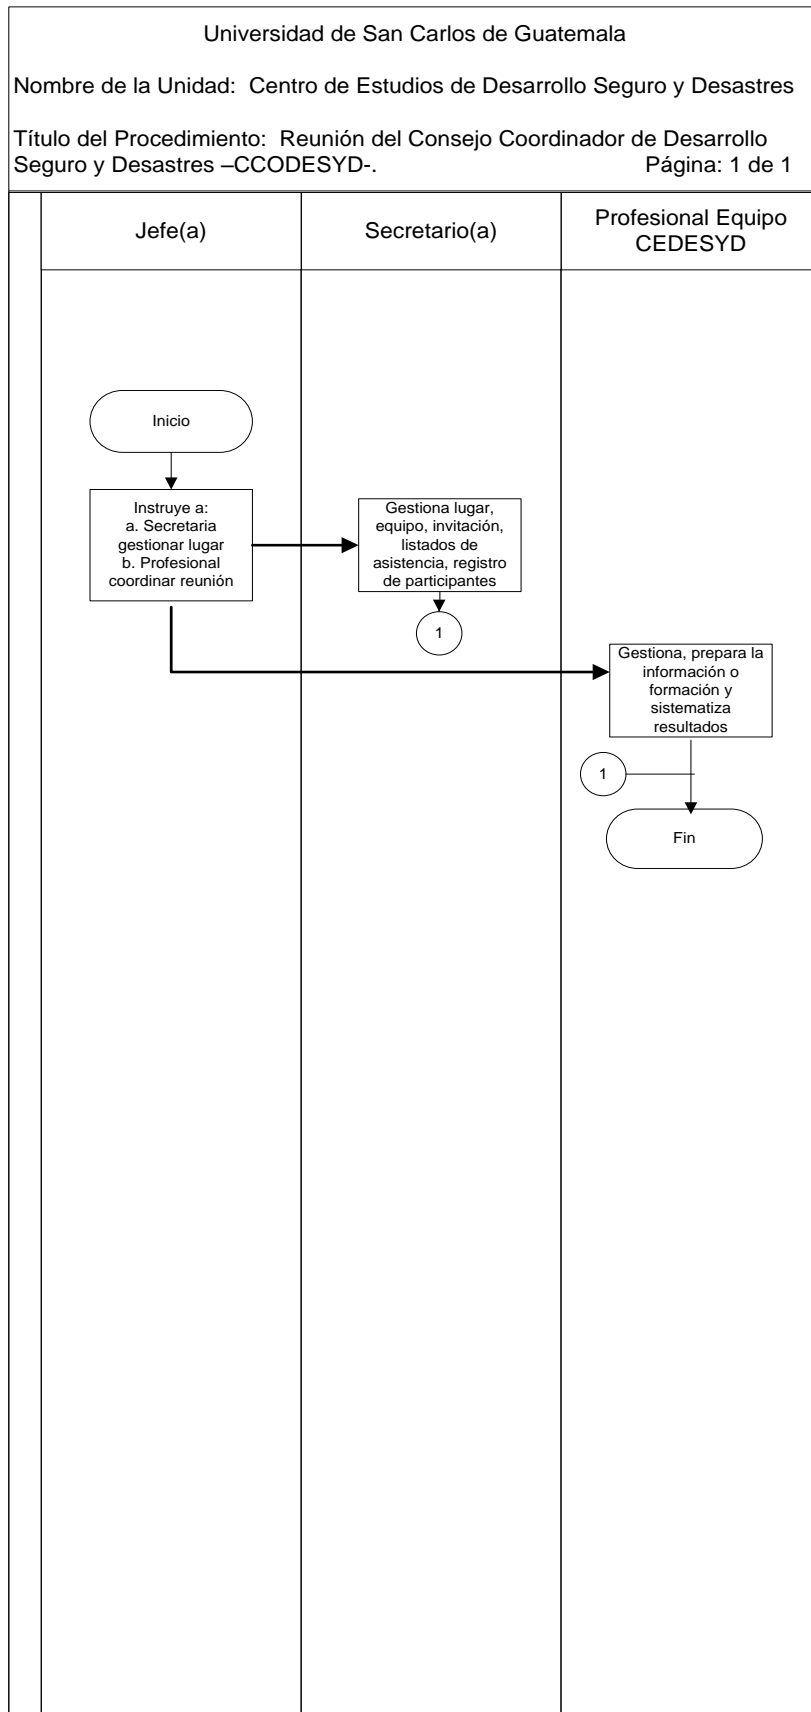 Universidad de San Carlos de Guatemala
Nombre de la Unidad: Centro de Estudios de Desarrollo Seguro y Desastres
Título del Procedimiento: Reunión del Consejo Coordinador de Desarrollo
Seguro y Desastres –CCODESYD-. Página: 1 de 1
Jefe(a)
Secretario(a)
Profesional Equipo
CEDESYD
Inicio
Instruye a:
a. Secretaria
gestionar lugar
b. Profesional
coordinar reunión
Gestiona lugar,
equipo, invitación,
listados de
asistencia, registro
de participantes
1
Gestiona, prepara la
información o
formación y
sistematiza
resultados
1
Fin